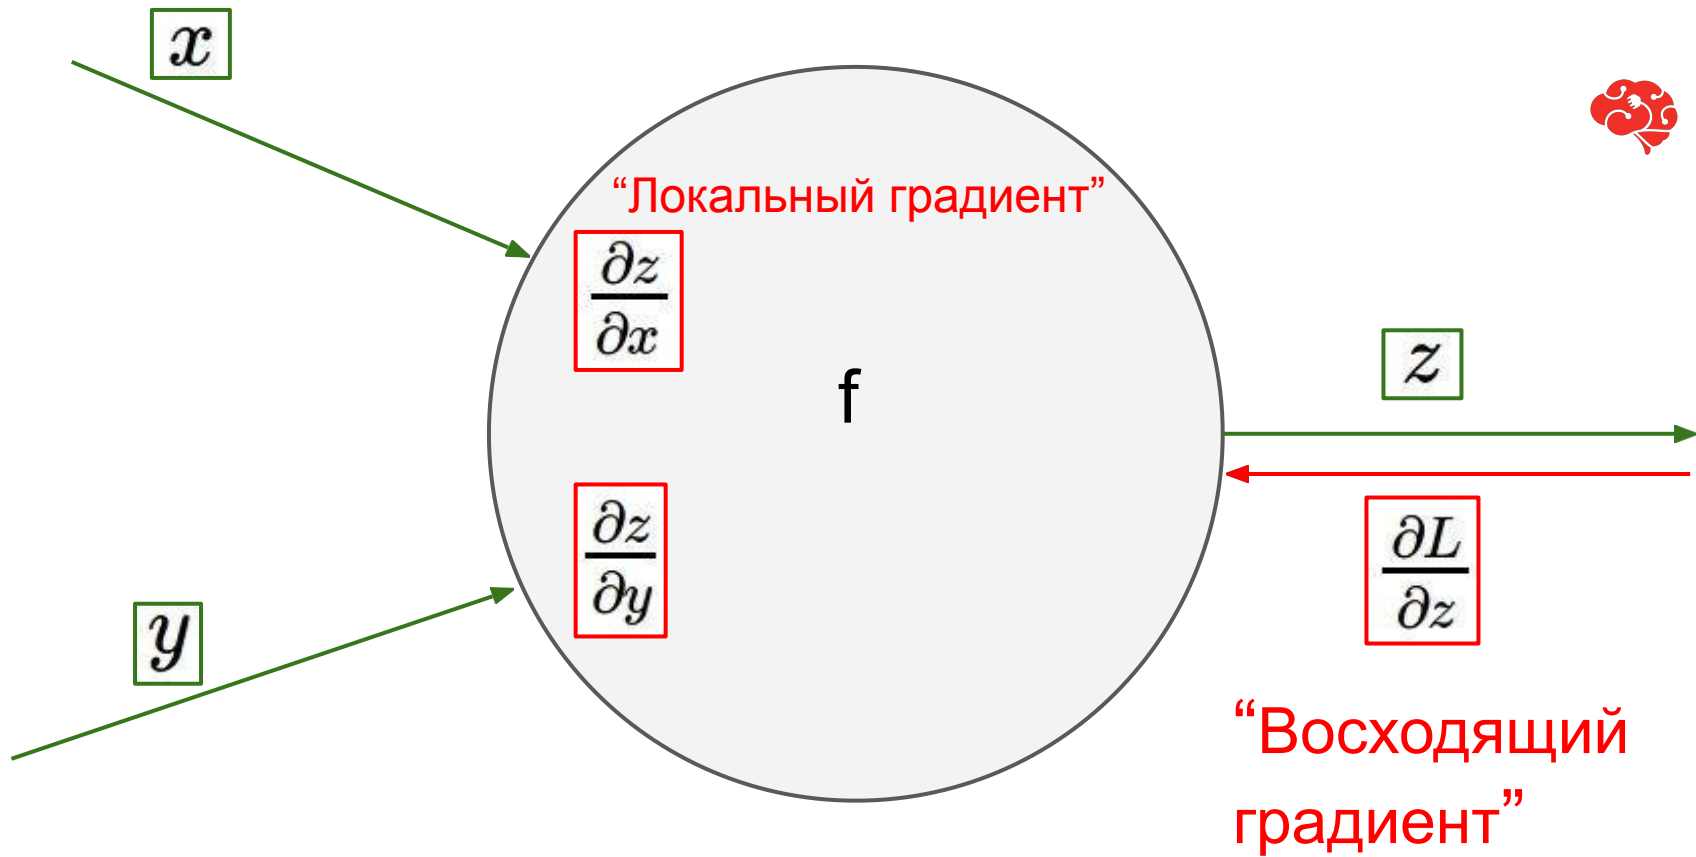 x
“Локальный градиент”
∂z
∂x
f
z
∂z
∂y
∂L
∂z
y
“Восходящий
градиент”